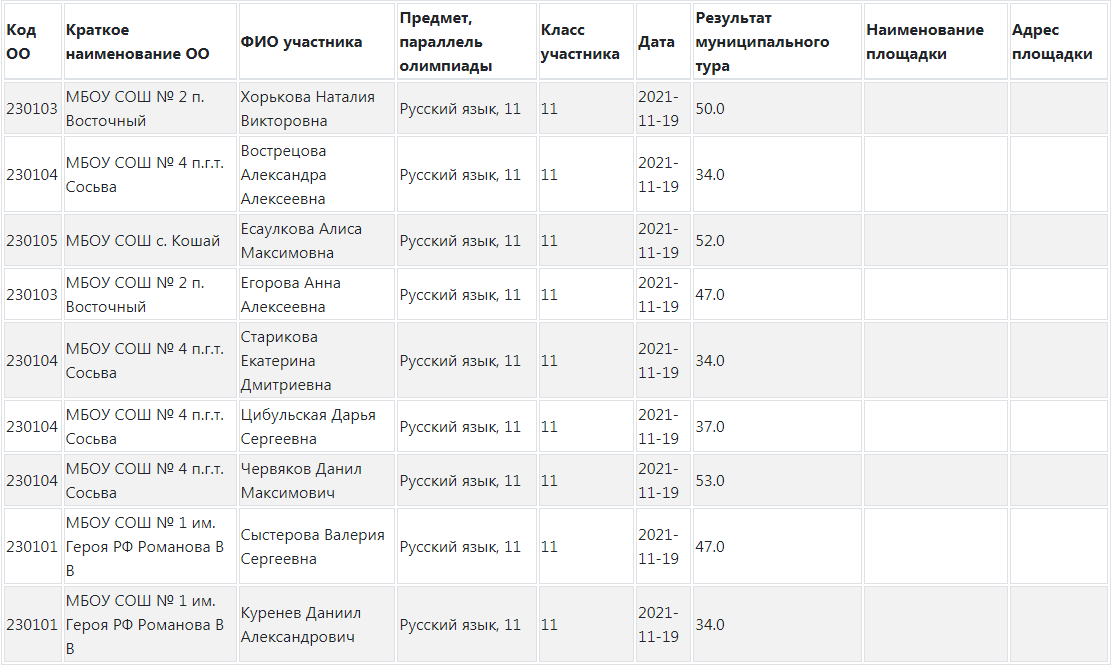 Код ОО
Краткое наименование ОО
ФИО участника
Предмет, параллель олимпиады
Класс участника
Дата
Результат муниципального тура
Наименование площадки
Адрес площадки
230103
МБОУ СОШ № 2 п.
Восточный
Хорькова Наталия
Викторовна
Русский язык, 11
11
2021-
11-19
50.0
230104
МБОУ СОШ № 4 п.г.т.
Сосьва
Вострецова
Александра
Алексеевна
Русский язык, 11
11
2021-
11-19
34.0
230105
МБОУ СОШ с. Кошай
Есаулкова Алиса
Максимовна
Русский язык, 11
11
2021-
11-19
52.0
230103
МБОУ СОШ № 2 п.
Восточный
Егорова Анна
Алексеевна
Русский язык, 11
11
2021-
11-19
47.0
230104
МБОУ СОШ № 4 п.г.т.
Сосьва
Старикова
Екатерина
Дмитриевна
Русский язык, 11
11
2021-
11-19
34.0
230104
МБОУ СОШ № 4 п.г.т.
Сосьва
Цибульская Дарья
Сергеевна
Русский язык, 11
11
2021-
11-19
37.0
230104
МБОУ СОШ № 4 п.г.т.
Сосьва
Червяков Данил
Максимович
Русский язык, 11
11
2021-
11-19
53.0
230101
МБОУ СОШ № 1 им.
Героя РФ Романова В
В
Сыстерова Валерия
Сергеевна
Русский язык, 11
11
2021-
11-19
47.0
230101
МБОУ СОШ № 1 им.
Героя РФ Романова В
В
Куренев Даниил
Александрович
Русский язык, 11
11
2021-
11-19
34.0